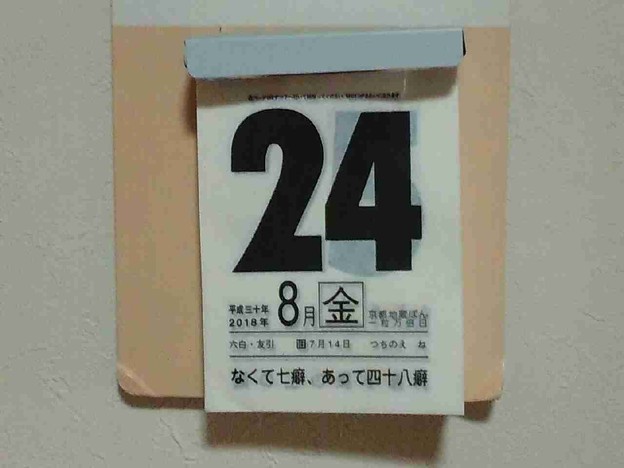 24
平成三十年
2018年
8月
金
京都地蔵ぼん
一粒万倍日
六白・友引 旧7月14日 つちのえ ね
なくて七癖、あって四十八癖